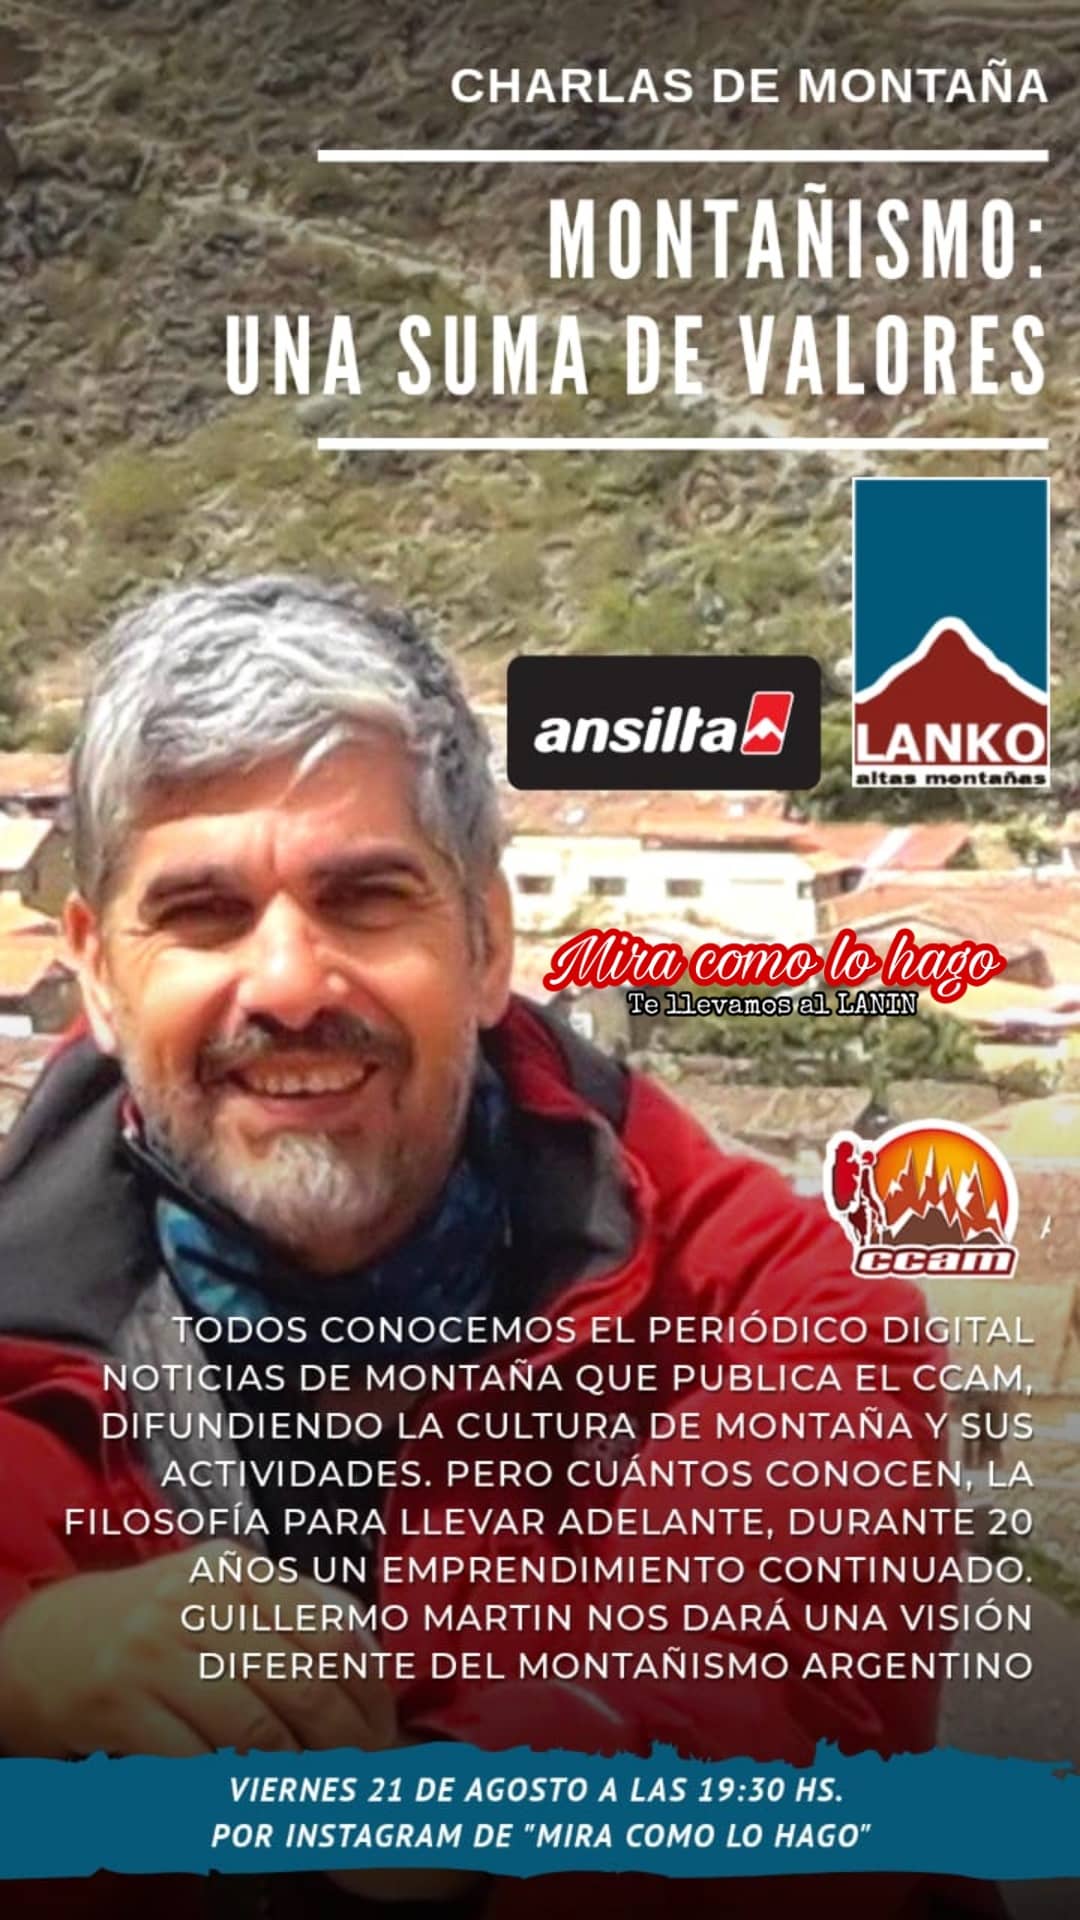 CHARLAS DE MONTAÑA
MONTAÑISMO:
UNA SUMA DE VALORES
ansilta
LANKO
altas montañas
Mira como lo hago
Te llevamos al LANIN
ccam
TODOS CONOCEMOS EL PERIÓDICO DIGITAL
NOTICIAS DE MONTAÑA QUE PUBLICA EL CCAM,
DIFUNDIENDO LA CULTURA DE MONTAÑA Y SUS
ACTIVIDADES. PERO CUÁNTOS CONOCEN, LA
FILOSOFÍA PARA LLEVAR ADELANTE, DURANTE 20
AÑOS UN EMPRENDIMIENTO CONTINUADO.
GUILLERMO MARTIN NOS DARÁ UNA VISIÓN
DIFERENTE DEL MONTAÑISMO ARGENTINO
VIERNES 21 DE AGOSTO A LAS 19:30 HS.
POR INSTAGRAM DE "MIRA COMO LO HAGO"